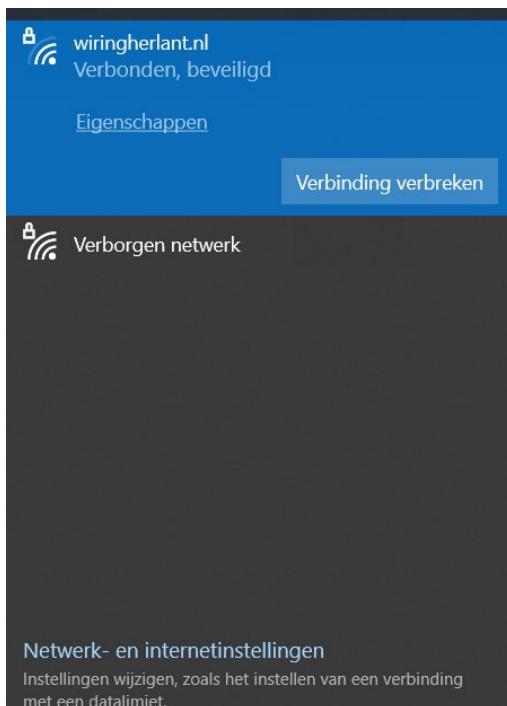 wiringherlant.nl
Verbonden, beveiligd
Eigenschappen
Verbinding verbreken
Verborgen netwerk
Netwerk- en internetinstellingen
Instellingen wijzigen, zoals het instellen van een verbinding
met een datalimiet.